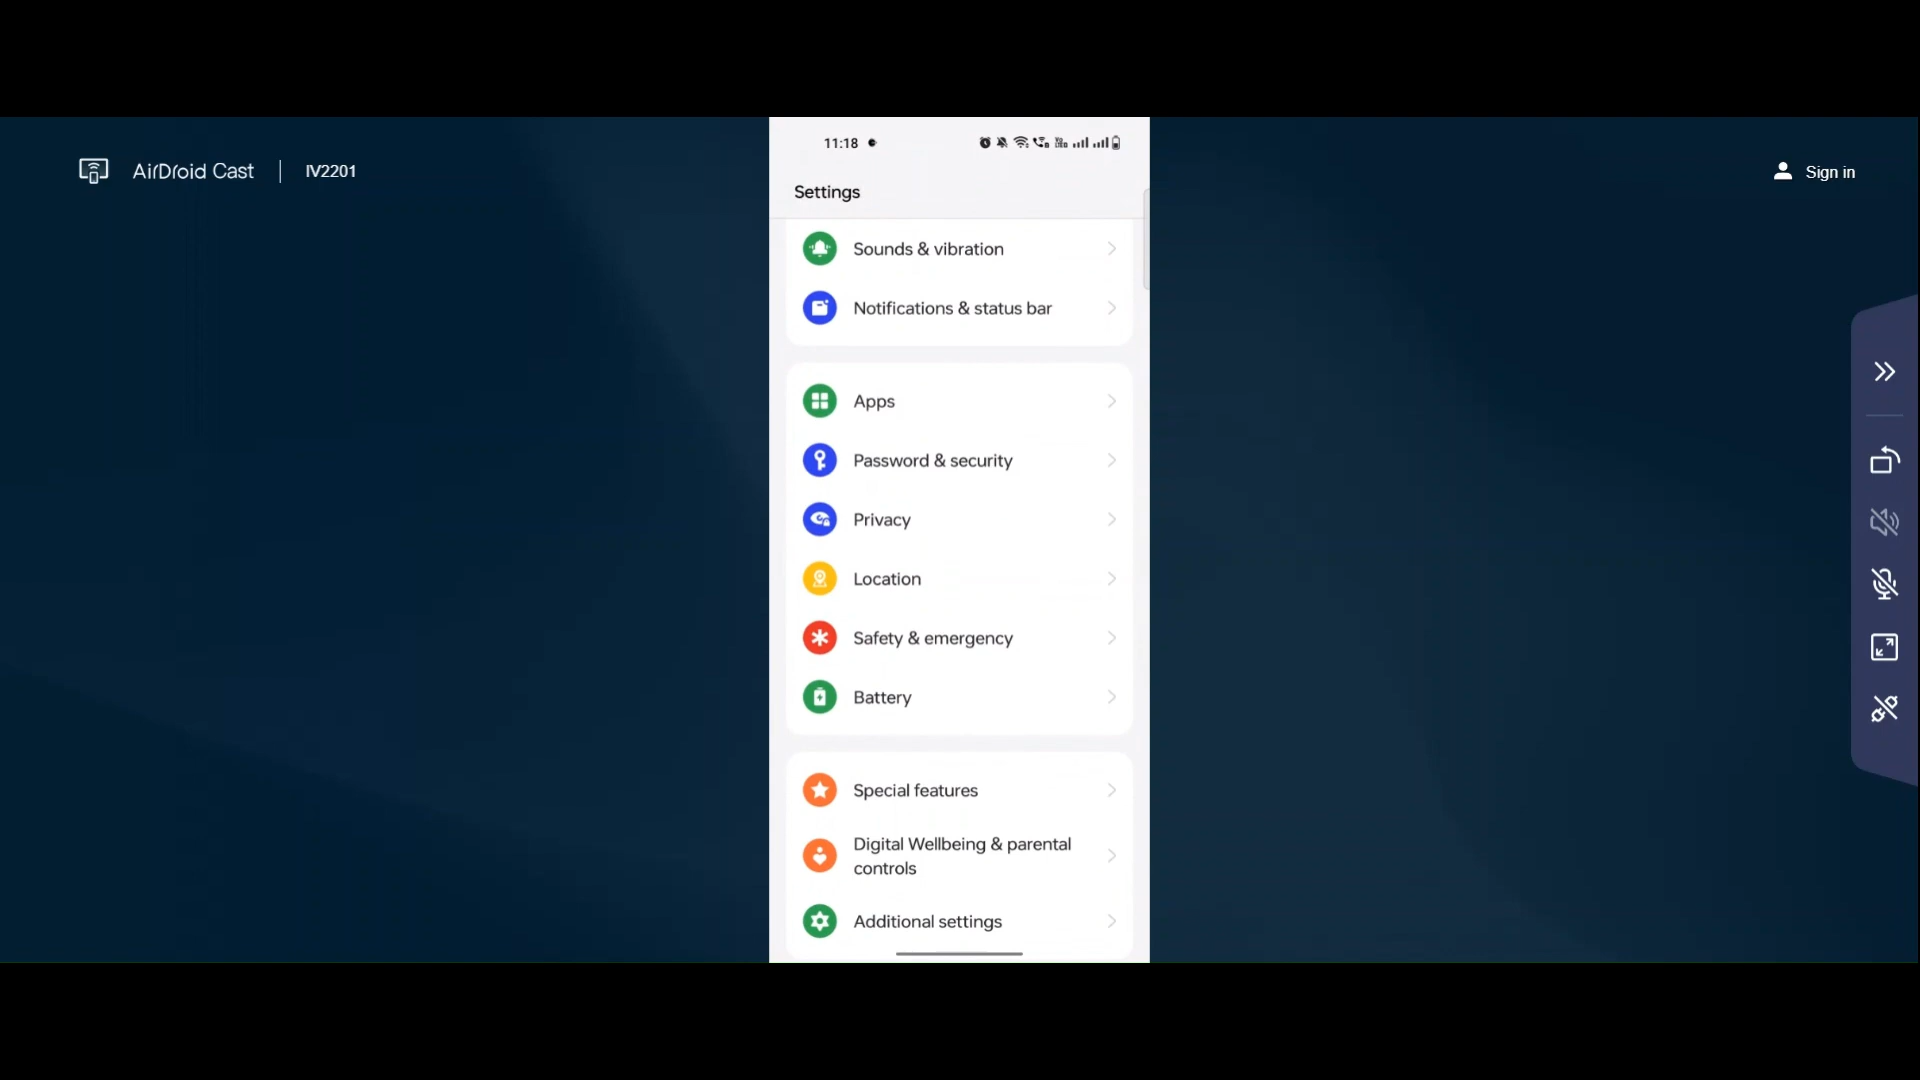 AirDroid Cast | IV2201
Sign in
11:18
Settings
Sounds & vibration
Notifications & status bar
Apps
Password & security
Privacy
Location
Safety & emergency
Battery
Special features
Digital Wellbeing & parental
controls
Additional settings